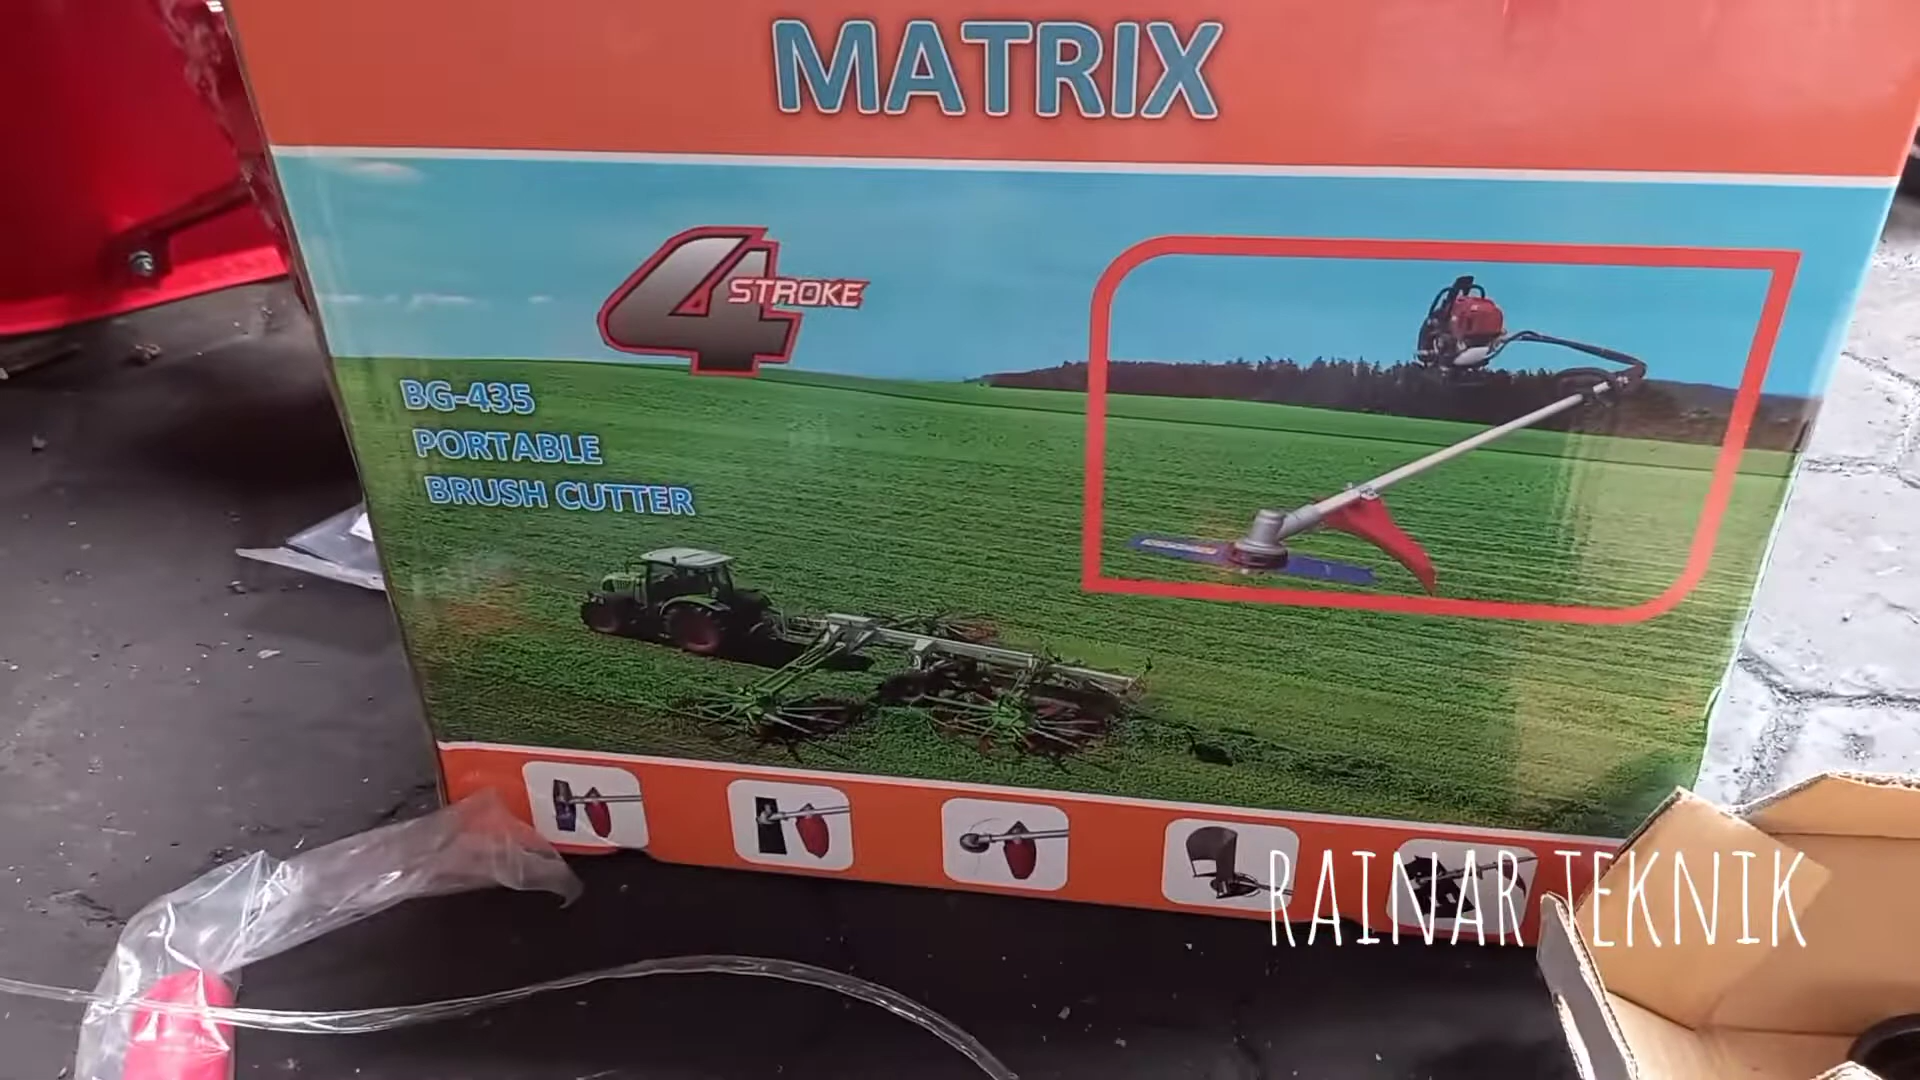 MATRIX
4 STROKE
BG-435
PORTABLE
BRUSH CUTTER
RAINAR TEKNIK